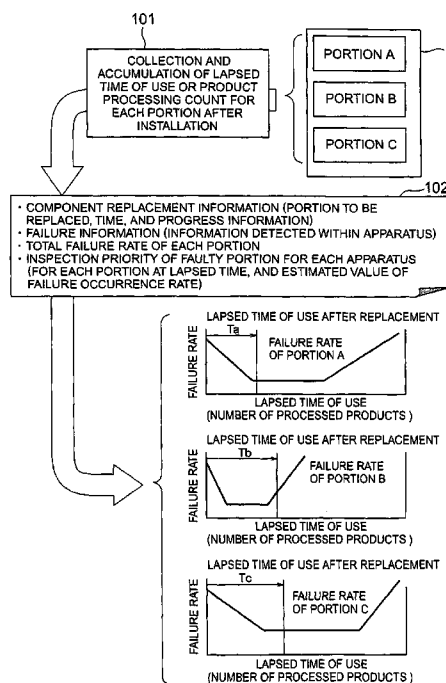 101
COLLECTION AND
ACCUMULATION OF LAPSED
TIME OF USE OR PRODUCT
PROCESSING COUNT FOR
EACH PORTION AFTER
INSTALLATION
PORTION A
PORTION B
PORTION C
102
· COMPONENT REPLACEMENT INFORMATION (PORTION TO BE
REPLACED, TIME, AND PROGRESS INFORMATION)
· FAILURE INFORMATION (INFORMATION DETECTED WITHIN APPARATUS)
· TOTAL FAILURE RATE OF EACH PORTION
· INSPECTION PRIORITY OF FAULTY PORTION FOR EACH APPARATUS
(FOR EACH PORTION AT LAPSED TIME, AND ESTIMATED VALUE OF
FAILURE OCCURRENCE RATE)
LAPSED TIME OF USE AFTER REPLACEMENT
Ta
FAILURE RATE
OF PORTION A
FAILURE RATE
LAPSED TIME OF USE
(NUMBER OF PROCESSED PRODUCTS )
LAPSED TIME OF USE AFTER REPLACEMENT
Tb
FAILURE RATE
OF PORTION B
FAILURE RATE
LAPSED TIME OF USE
(NUMBER OF PROCESSED PRODUCTS )
LAPSED TIME OF USE AFTER REPLACEMENT
Tc
FAILURE RATE
OF PORTION C
FAILURE RATE
LAPSED TIME OF USE
(NUMBER OF PROCESSED PRODUCTS )